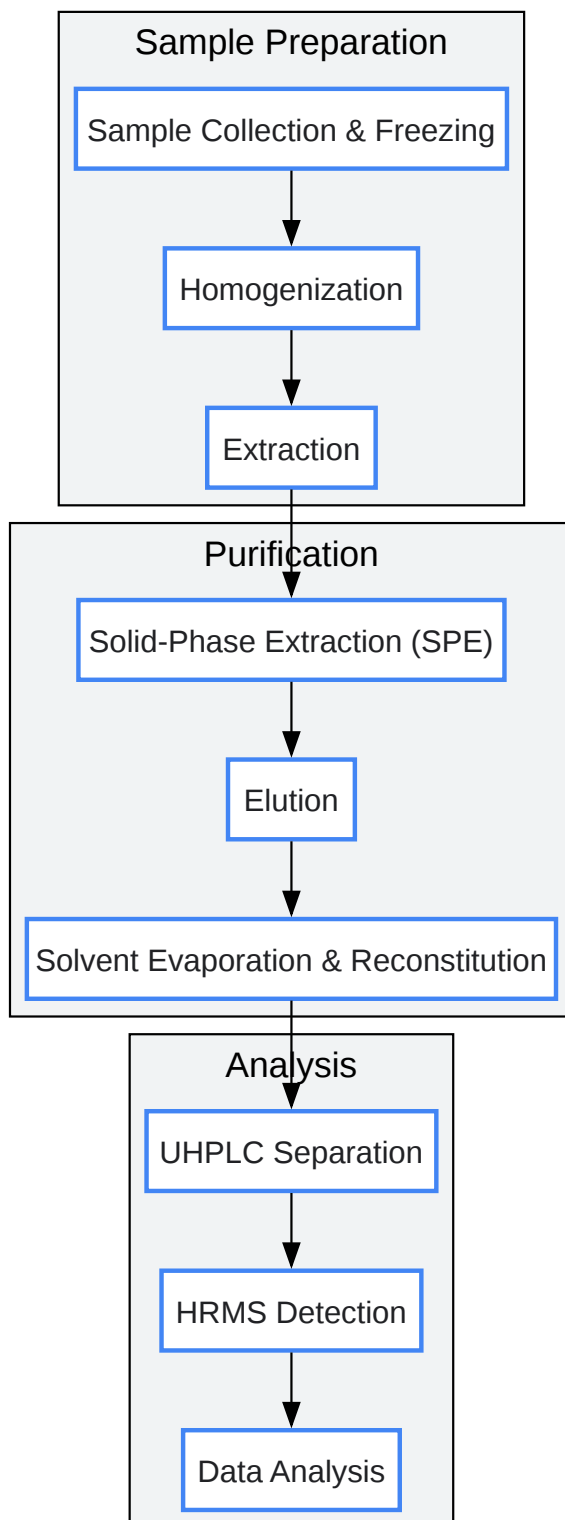 Sample Preparation
Sample Collection & Freezing
Homogenization
Extraction
Purification
Solid-Phase Extraction (SPE)
Elution
Solvent Evaporation & Reconstitution
Analysis
UHPLC Separation
HRMS Detection
Data Analysis